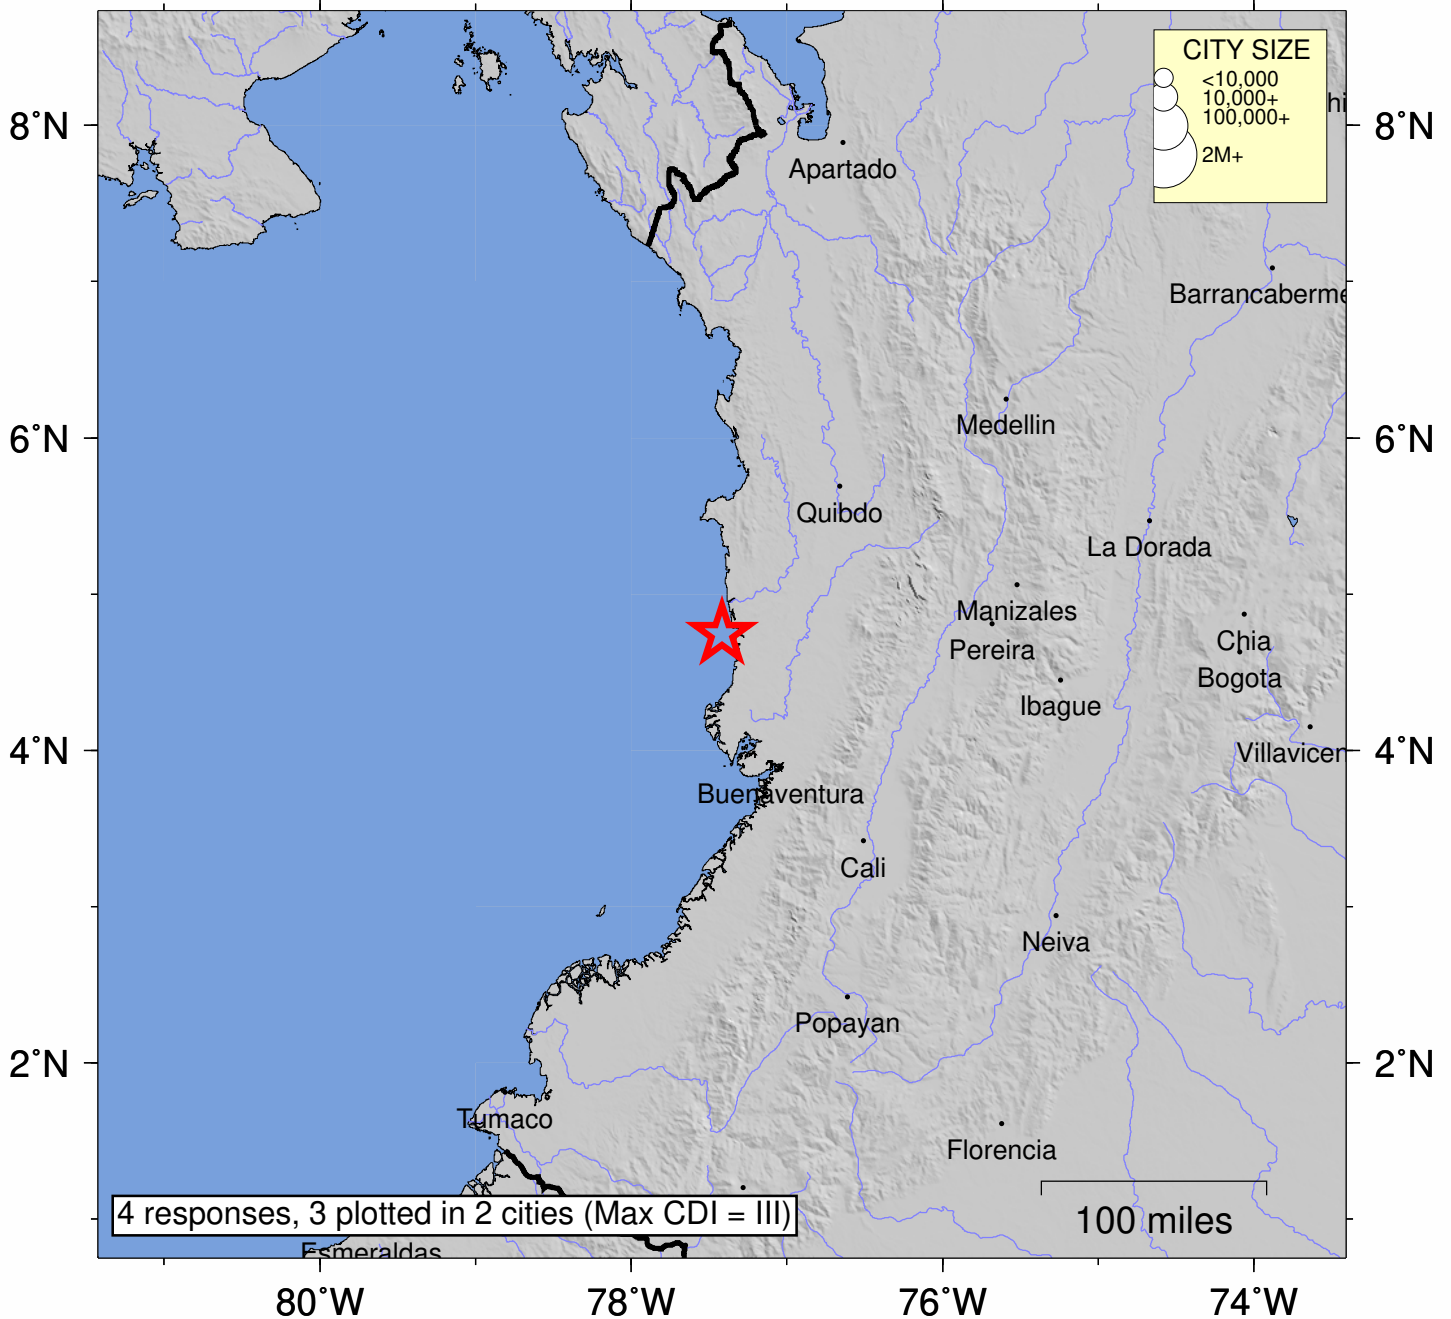 CITY SIZE
<10,000
10,000+
100,000+
2M+
hi
8˚N
8˚N
Apartado
Barrancaberme
Medellin
6˚N
6˚N
Quibdo
La Dorada
Manizales
Pereira
Chia
Bogota
Ibague
4˚N
Villavicen
4˚N
Buenaventura
Cali
Neiva
Popayan
2˚N
2˚N
Tumaco
Florencia
4 responses, 3 plotted in 2 cities (Max CDI = III)
100 miles
Esmeraldas
80˚W
78˚W
76˚W
74˚W